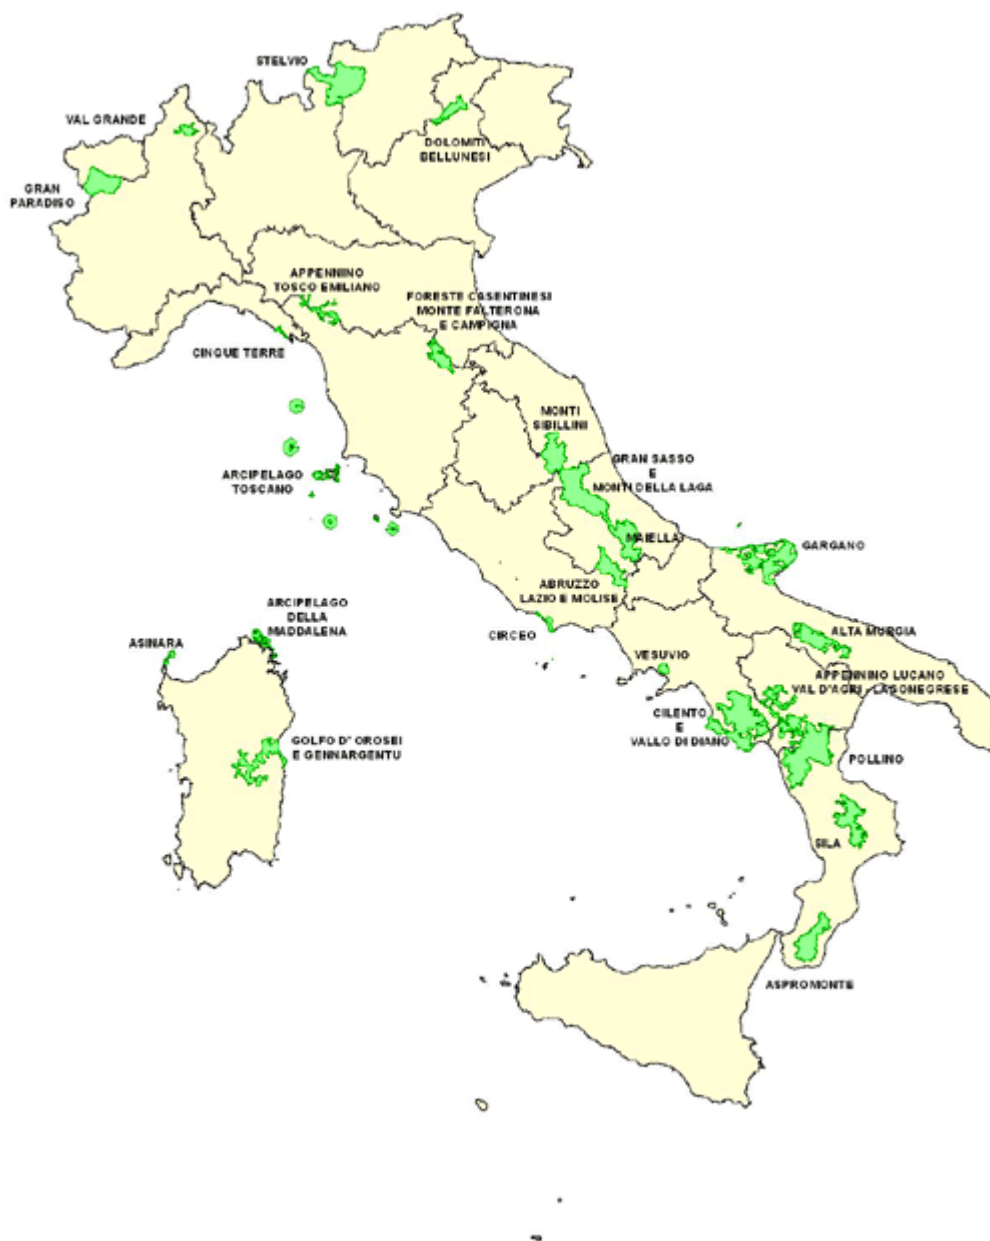 STELVIO
VAL GRANDE
DOLOMITI
BELLUNESI
GRAN
PARADISO
APPENNINO
TOSCO EMILIANO
FORESTE CASENTINESI
MONTE FALTERONA
E CAMPIGNA
CINQUE TERRE
MONTI
SIBILLINI
GRAN SASSO
E
MONTI DELLA LAGA
ARCIPELAGO
TOSCANO
MAIELLA
GARGANO
ABRUZZO
LAZIO E MOLISE
ARCIPELAGO
DELLA
MADDALENA
ASINARA
CIRCEO
ALTA MURGIA
VESUVIO
APPENNINO LUCANO
VAL D'AGRI - LAGONEGRESE
CILENTO
E
VALLO DI DIANO
GOLFO D' OROSEI
E GENNARGENTU
POLLINO
SILA
ASPROMONTE